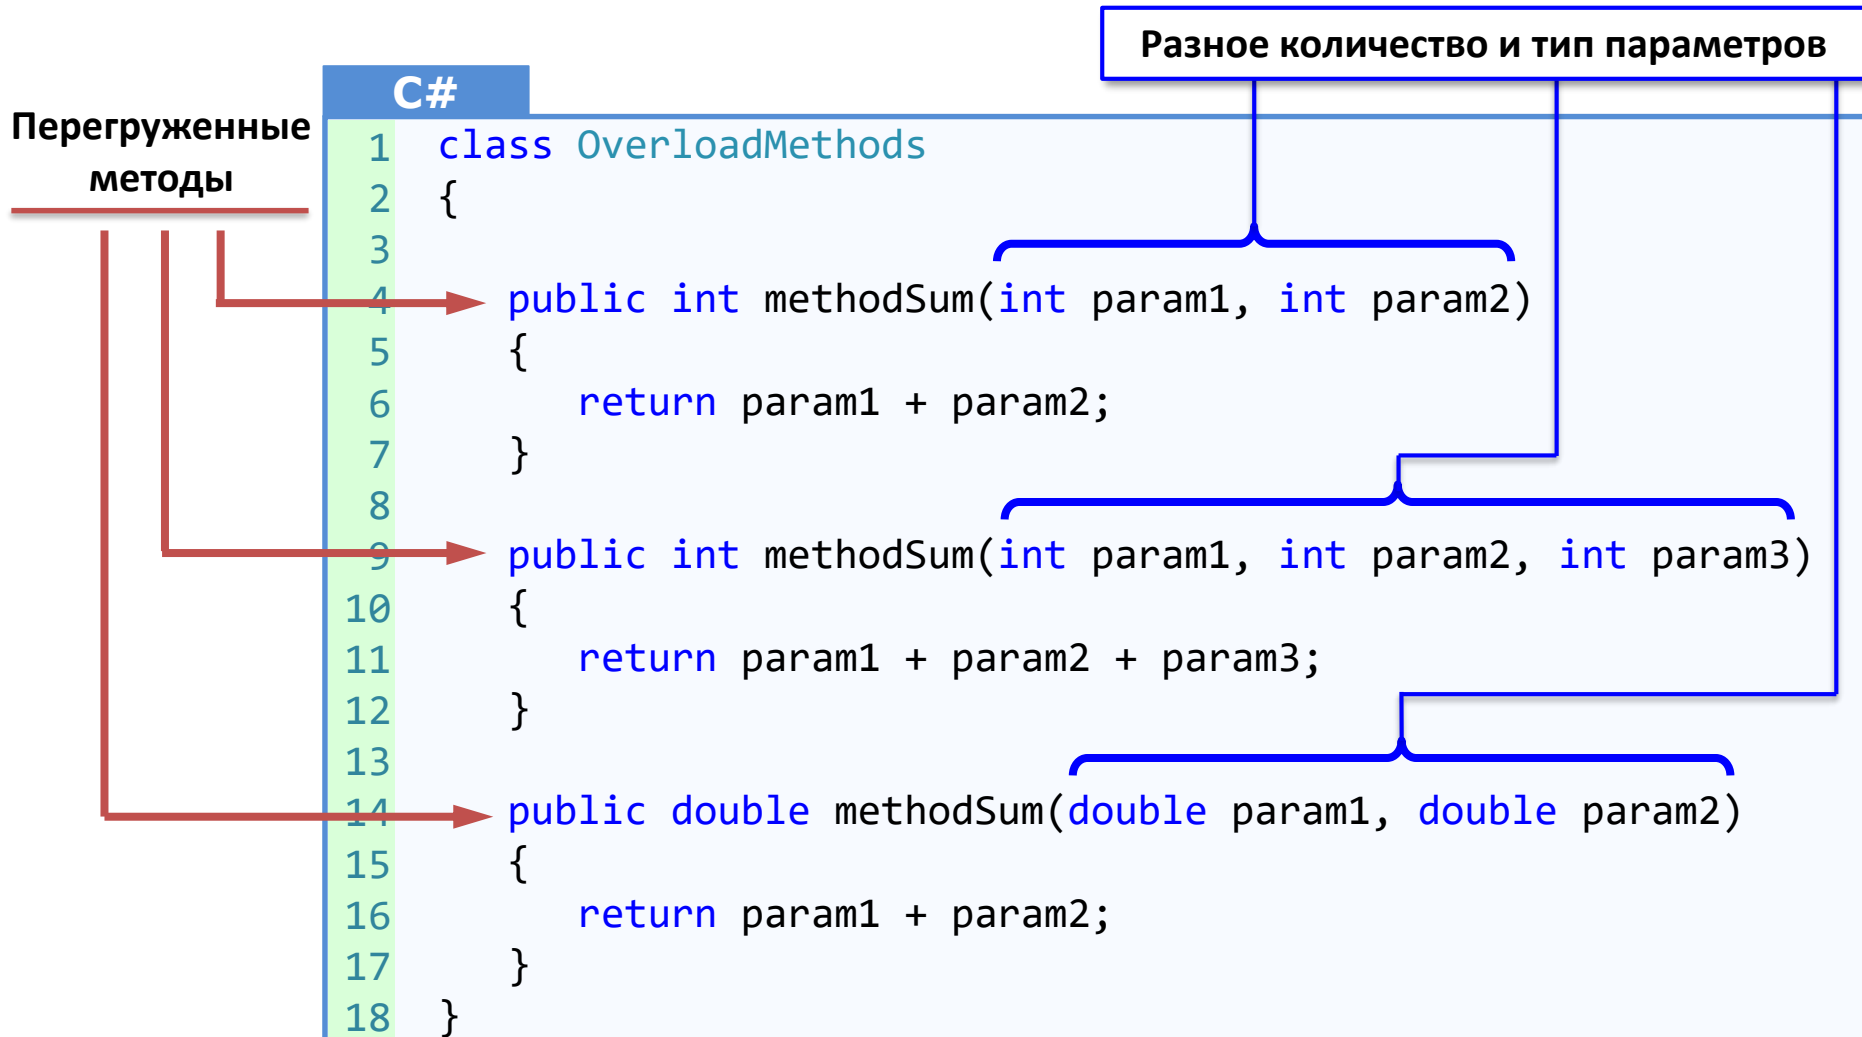 Разное количество и тип параметров
C#
Перегруженные
методы
1 class OverloadMethods
2 {
3
4 public int methodSum(int param1, int param2)
5 {
6 return param1 + param2;
7 }
8
9 public int methodSum(int param1, int param2, int param3)
10 {
11 return param1 + param2 + param3;
12 }
13
14 public double methodSum(double param1, double param2)
15 {
16 return param1 + param2;
17 }
18 }